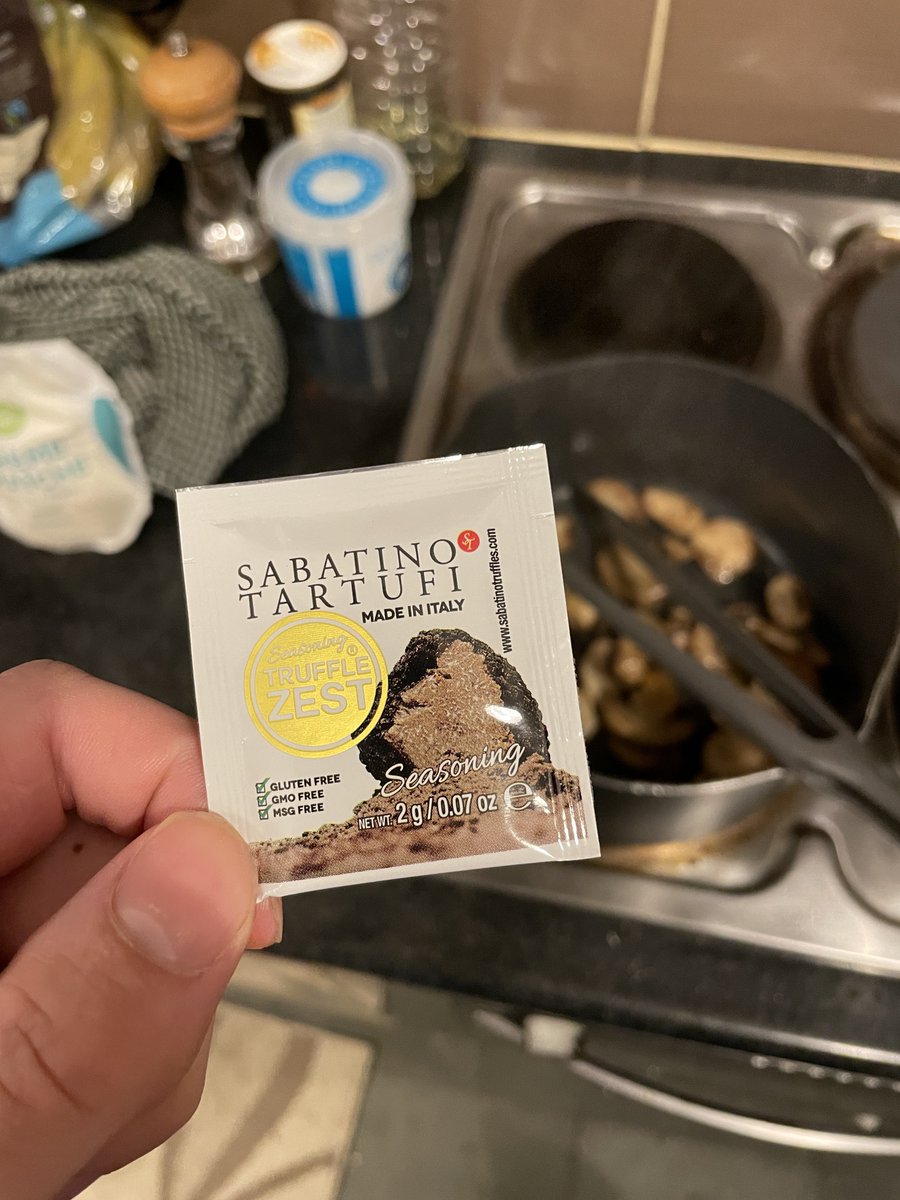 SABATINO
TARTUFI
ST
MADE IN ITALY
www.sabatinotruffles.com
Seasoning
TRUFFLE
ZEST
Seasoning
GLUTEN FREE
GMO FREE
MSG FREE
NET WT. 2 g / 0.07 oz ℮